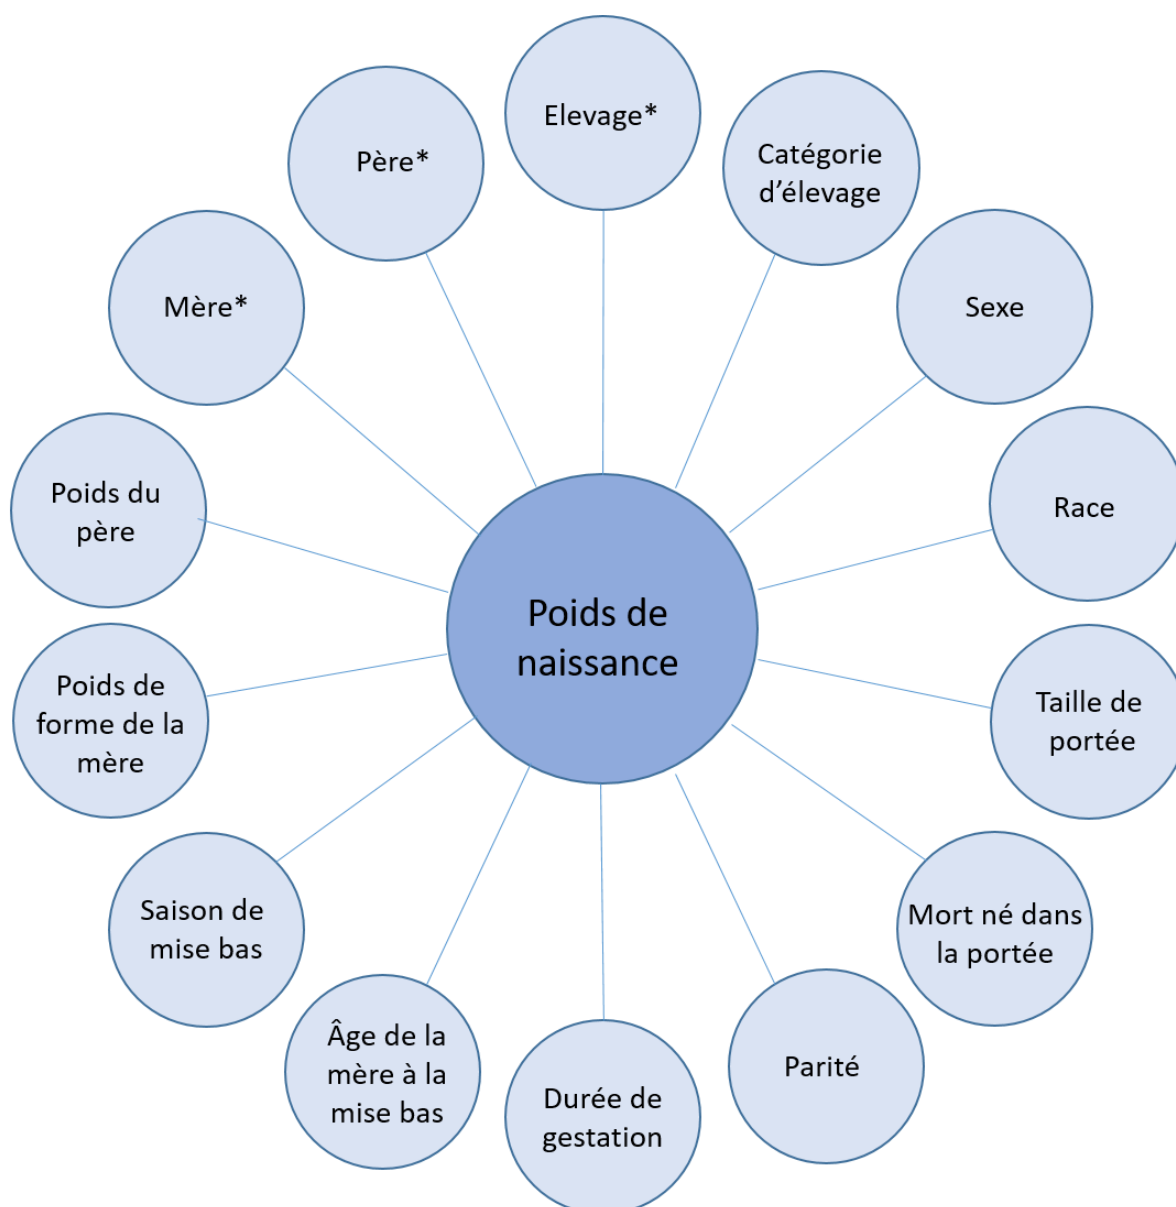 Elevage*
Catégorie
d’élevage
Sexe
Race
Taille de
portée
Mort né dans
la portée
Parité
Durée de
gestation
Âge de la
mère à la
mise bas
Saison de
mise bas
Poids de
forme de la
mère
Poids du
père
Mère*
Père*
Poids de
naissance